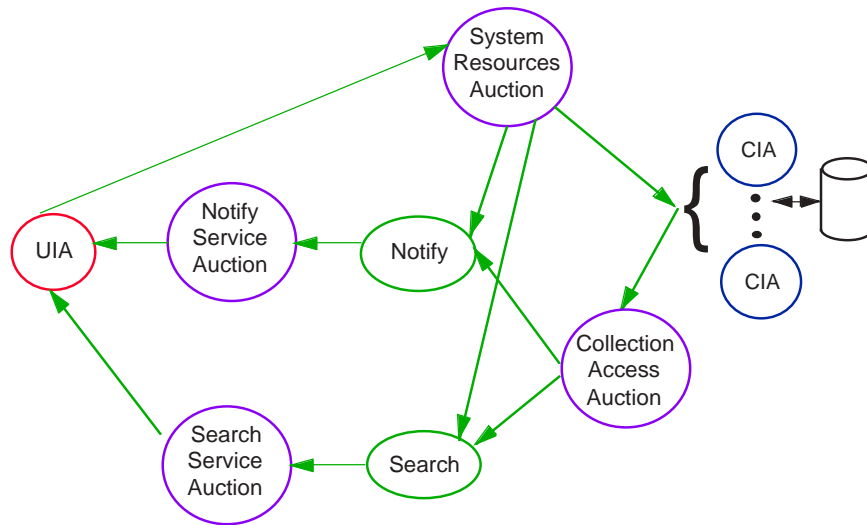 System
Resources
Auction
CIA
Notify
Service
Auction
UIA
Notify
CIA
Collection
Access
Auction
Search
Service
Auction
Search